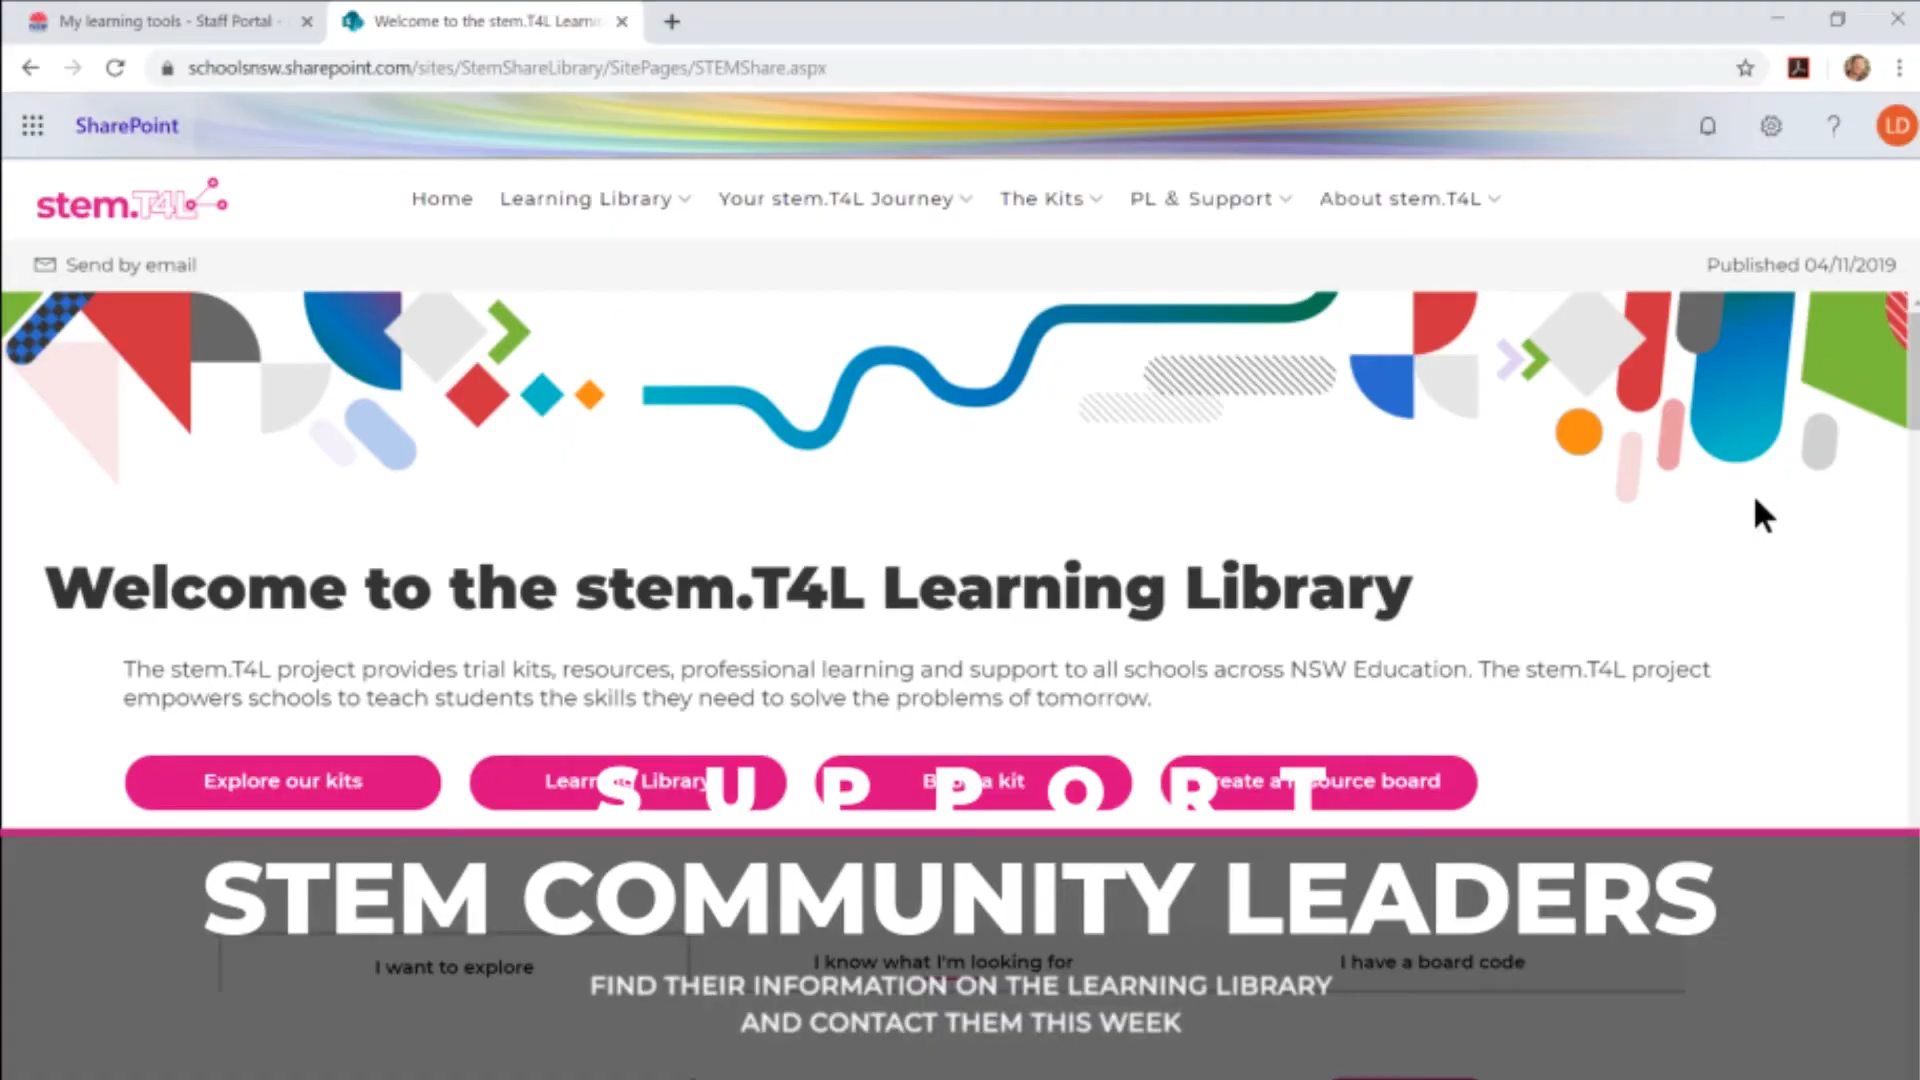 My learning tools - Staff Portal -
Welcome to the stem.T4L Learni
schoolsnsw.sharepoint.com/sites/StemShareLibrary/SitePages/STEMShare.aspx
SharePoint
LD
stem.T4L
Home Learning Library Your stem.T4L Journey The Kits PL & Support About stem.T4L
Send by email
Published 04/11/2019
Welcome to the stem.T4L Learning Library
The stem.T4L project provides trial kits, resources, professional learning and support to all schools across NSW Education. The stem.T4L project
empowers schools to teach students the skills they need to solve the problems of tomorrow.
Explore our kits Library a kit board
SUPPORT
STEM COMMUNITY LEADERS
I want to explore I know what I'm looking for I have a board code
FIND THEIR INFORMATION ON THE LEARNING LIBRARY
AND CONTACT THEM THIS WEEK